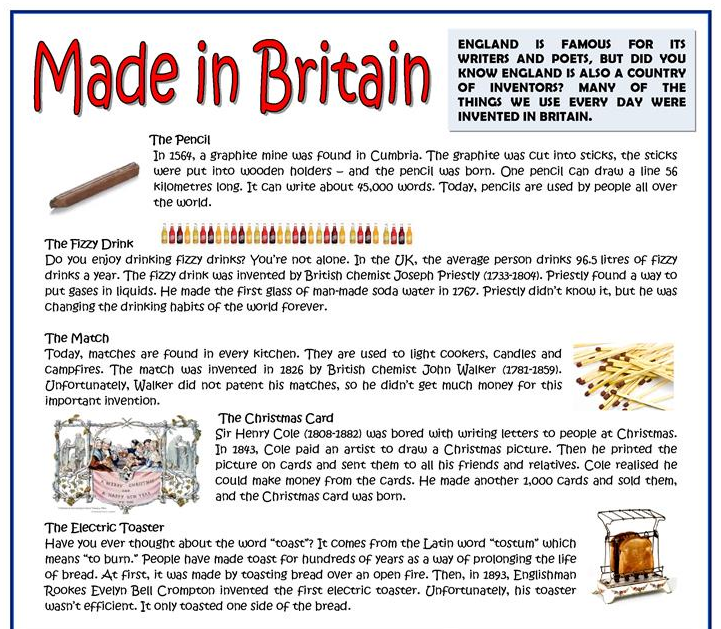 Made in Britain
ENGLAND IS FAMOUS FOR ITS
WRITERS AND POETS, BUT DID YOU
KNOW ENGLAND IS ALSO A COUNTRY
OF INVENTORS? MANY OF THE
THINGS WE USE EVERY DAY WERE
INVENTED IN BRITAIN.
The Pencil
In 1564, a graphite mine was found in Cumbria. The graphite was cut into sticks, the sticks
were put into wooden holders – and the pencil was born. One pencil can draw a line 56
kilometres long. It can write about 45,000 words. Today, pencils are used by people all over
the world.
The Fizzy Drink
Do you enjoy drinking fizzy drinks? You're not alone. In the UK, the average person drinks 96.5 litres of fizzy
drinks a year. The fizzy drink was invented by British chemist Joseph Priestly (1733-1804). Priestly found a way to
put gases in liquids. He made the first glass of man-made soda water in 1767. Priestly didn't know it, but he was
changing the drinking habits of the world forever.
The Match
Today, matches are found in every kitchen. They are used to light cookers, candles and
campfires. The match was invented in 1826 by British chemist John Walker (1781-1859).
Unfortunately, Walker did not patent his matches, so he didn't get much money for this
important invention.
The Christmas Card
Sir Henry Cole (1808-1882) was bored with writing letters to people at Christmas.
In 1843, Cole paid an artist to draw a Christmas picture. Then he printed the
picture on cards and sent them to all his friends and relatives. Cole realised he
could make money from the cards. He made another 1,000 cards and sold them,
and the Christmas Card was born.
A MERRY CHRISTMAS
AND
A HAPPY NEW YEAR
The Electric Toaster
Have you ever thought about the word "toast"? It comes from the Latin word "tostum" which
means "to burn." People have made toast for hundreds of years as a way of prolonging the life
of bread. At first, it was made by toasting bread over an open fire. Then, in 1893, Englishman
Rookes Evelyn Bell Crompton invented the first electric toaster. Unfortunately, his toaster
wasn't efficient. It only toasted one side of the bread.